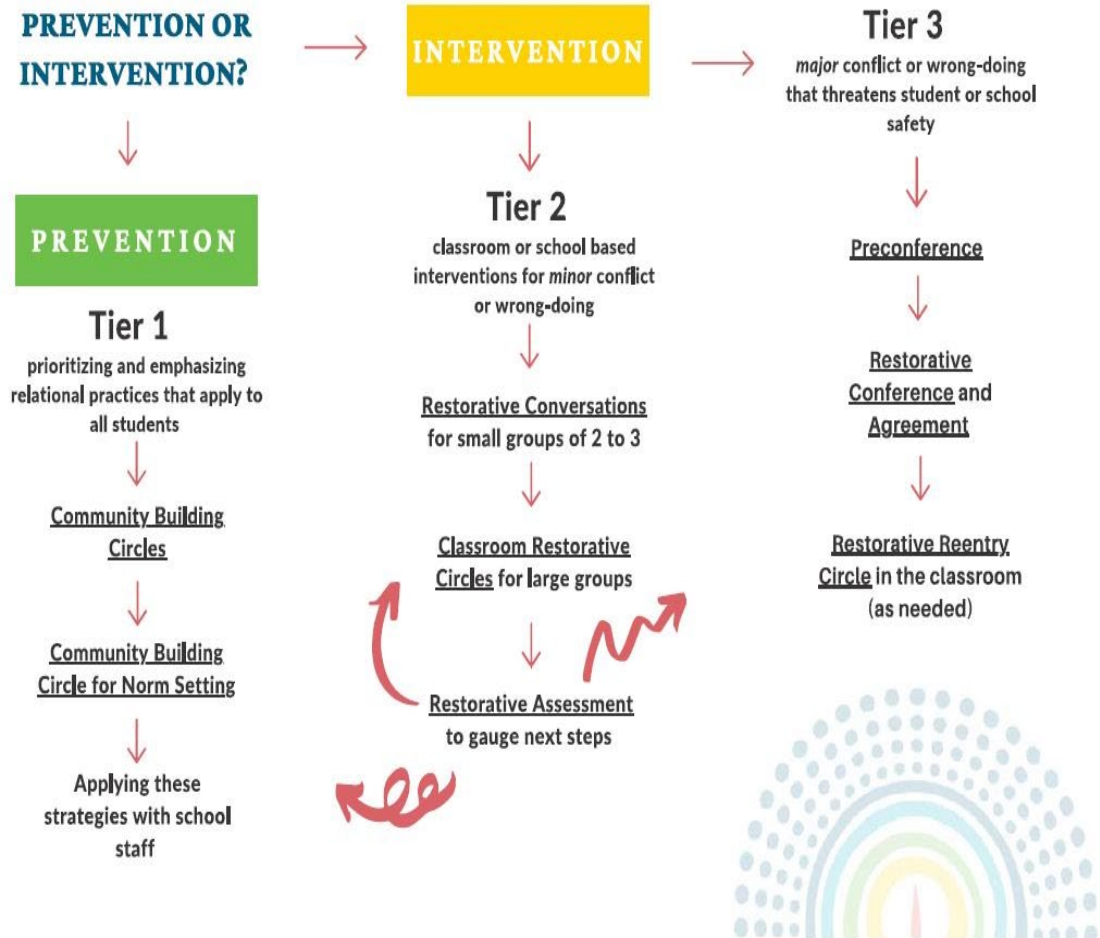 PREVENTION OR
INTERVENTION?
PREVENTION
Tier 1
prioritizing and emphasizing
relational practices that apply to
all students
Community Building
Circles
Community Building
Circle for Norm Setting
Applying these
strategies with school
staff
INTERVENTION
Tier 2
classroom or school based
interventions for minor conflict
or wrong-doing
Restorative Conversations
for small groups of 2 to 3
Classroom Restorative
Circles for large groups
Restorative Assessment
to gauge next steps
Tier 3
major conflict or wrong-doing
that threatens student or school
safety
Preconference
Restorative
Conference and
Agreement
Restorative Reentry
Circle in the classroom
(as needed)